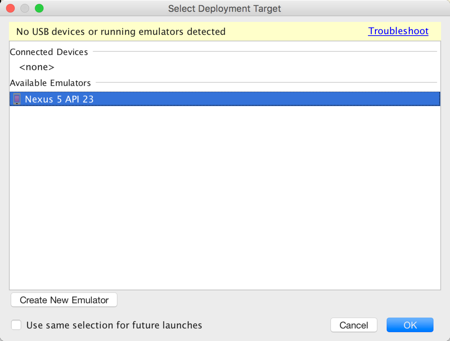 Select Deployment Target
No USB devices or running emulators detected Troubleshoot
Connected Devices
<none>
Available Emulators
Nexus 5 API 23
Create New Emulator
Use same selection for future launches Cancel OK